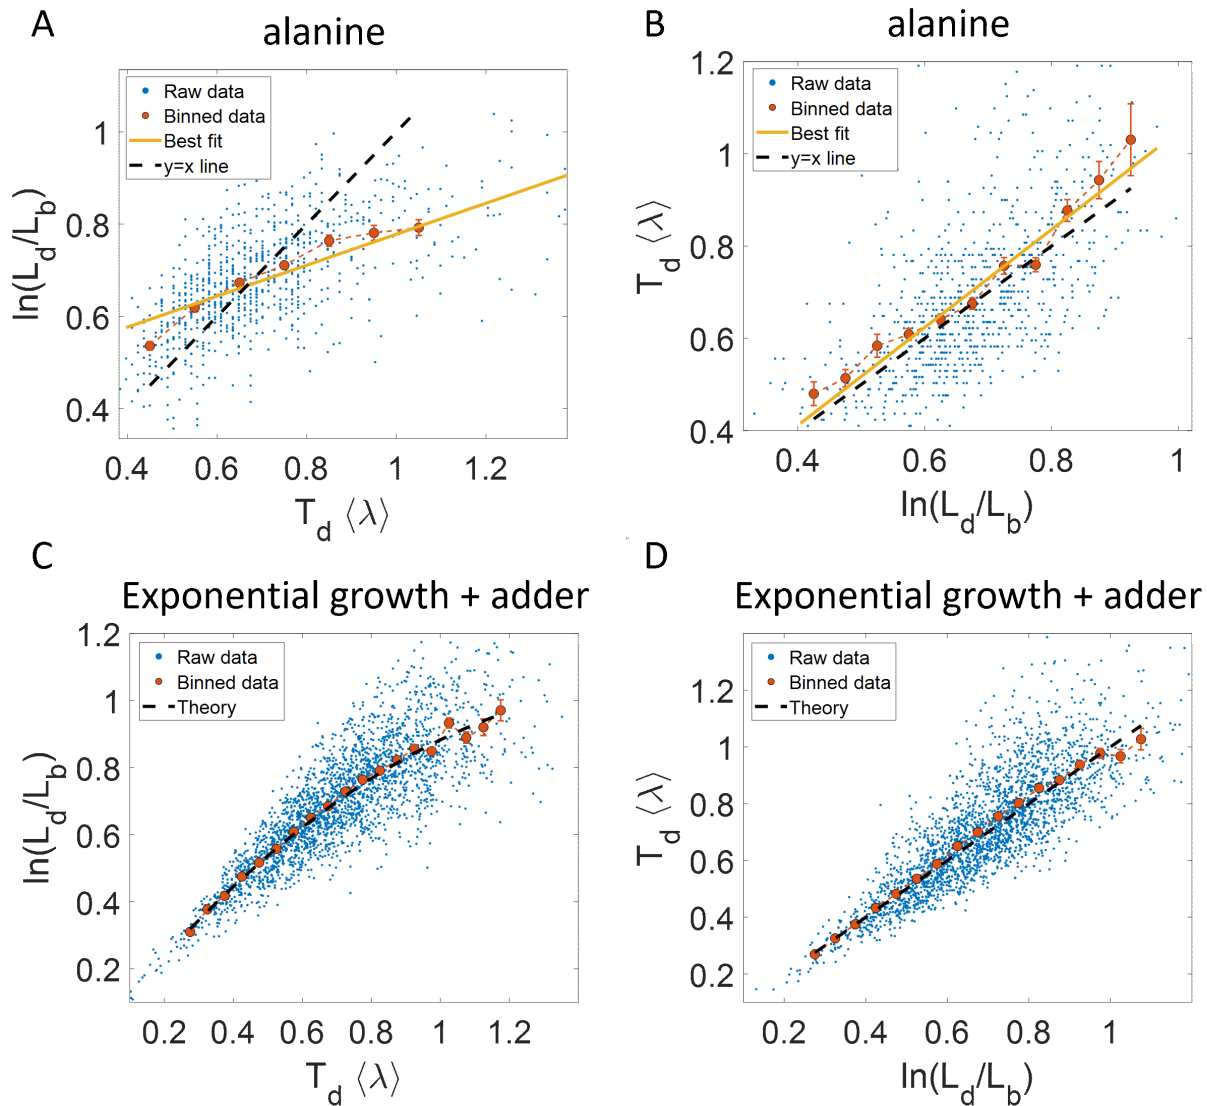 A
alanine
Raw data
Binned data
Best fit
y=x line
1
0.8
0.6
0.4
ln(L_d/L_b)
0.4 0.6 0.8 1 1.2
T_d ⟨λ⟩
B
alanine
Raw data
Binned data
Best fit
y=x line
1.2
1
0.8
0.6
0.4
T_d ⟨λ⟩
0.4 0.6 0.8 1
ln(L_d/L_b)
C
Exponential growth + adder
Raw data
Binned data
Theory
1.2
1
0.8
0.6
0.4
0.2
ln(L_d/L_b)
0.2 0.4 0.6 0.8 1 1.2
T_d ⟨λ⟩
D
Exponential growth + adder
Raw data
Binned data
Theory
1.2
1
0.8
0.6
0.4
0.2
T_d ⟨λ⟩
0.2 0.4 0.6 0.8 1
ln(L_d/L_b)